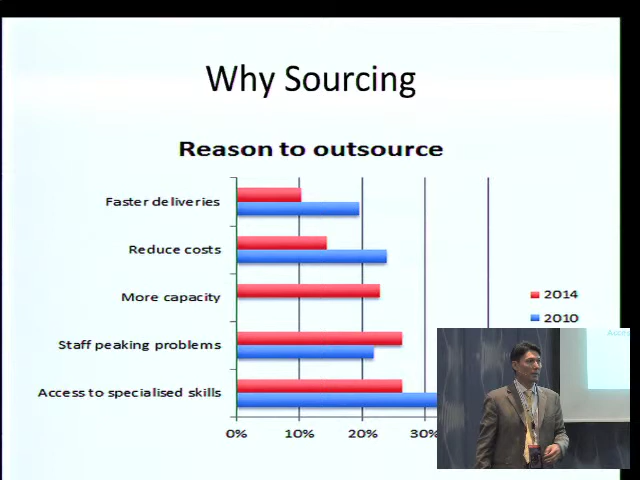 Why Sourcing
Reason to outsource
Faster deliveries
Reduce costs
More capacity
Staff peaking problems
Access to specialised skills
2014
2010
0% 10% 20% 30%